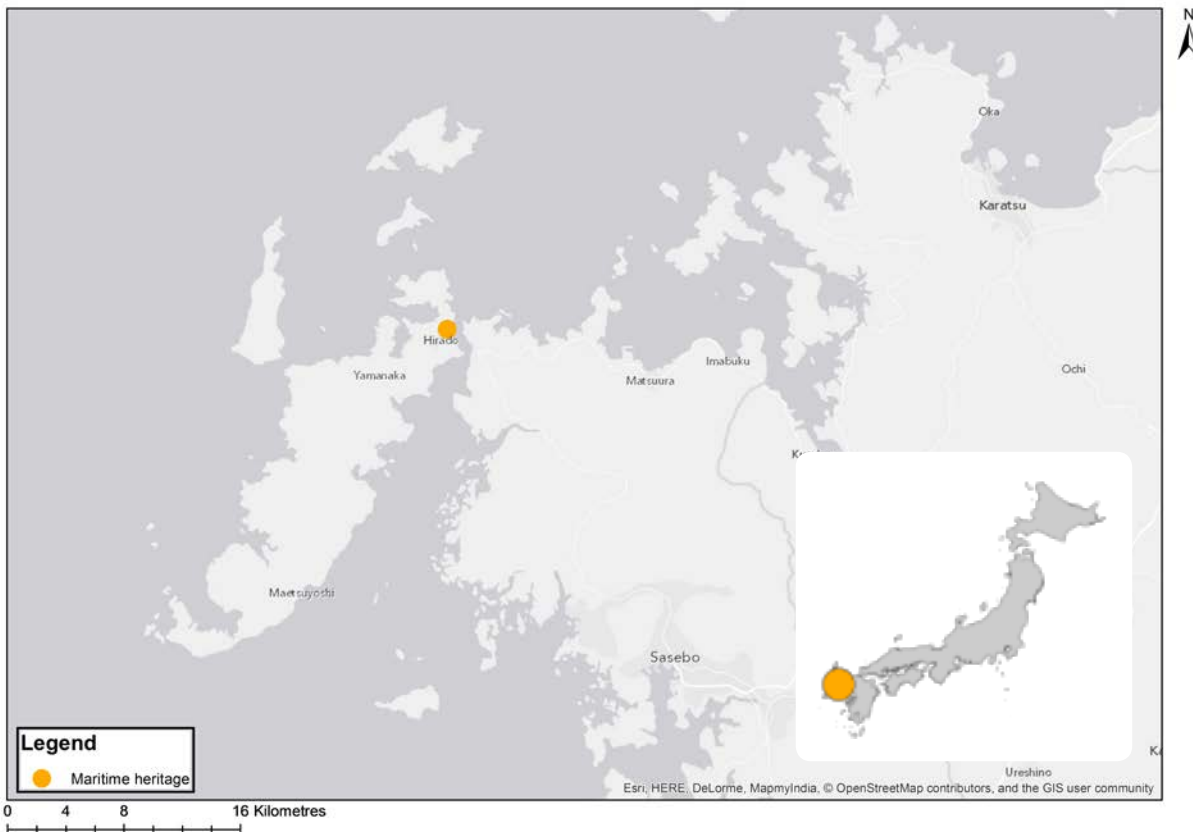 N
Oka
Karatsu
Hirado
Yamanaka
Imabuku
Matsuura
Ochi
Maetsuyoshi
Sasebo
Ureshino
Legend
Maritime heritage
Esri, HERE, DeLorme, MapmyIndia, © OpenStreetMap contributors, and the GIS user community
0 4 8 16 Kilometres